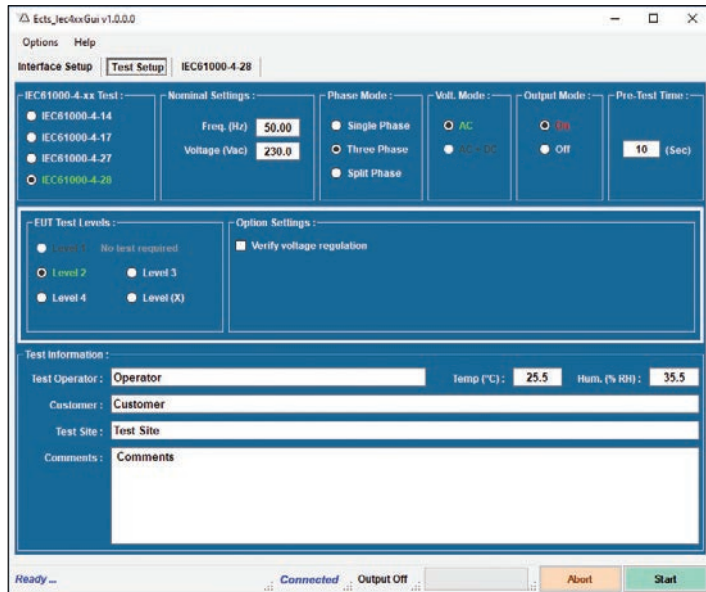 Ects_Iec4xxGui v1.0.0.0
Options Help
Interface Setup Test Setup IEC61000-4-28
IEC61000-4-xx Test :
IEC61000-4-14
IEC61000-4-17
IEC61000-4-27
IEC61000-4-28
Nominal Settings :
Freq. (Hz) 50.00
Voltage (Vac) 230.0
Phase Mode :
Single Phase
Three Phase
Split Phase
Volt. Mode :
AC
AC + DC
Output Mode :
On
Off
Pre-Test Time :
10 (Sec)
EUT Test Levels :
Level 1 No test required
Level 2 Level 3
Level 4 Level (X)
Option Settings :
Verify voltage regulation
Test Information :
Test Operator : Operator Temp (°C) : 25.5 Hum. (% RH) : 35.5
Customer : Customer
Test Site : Test Site
Comments : Comments
Ready ... Connected Output Off Abort Start